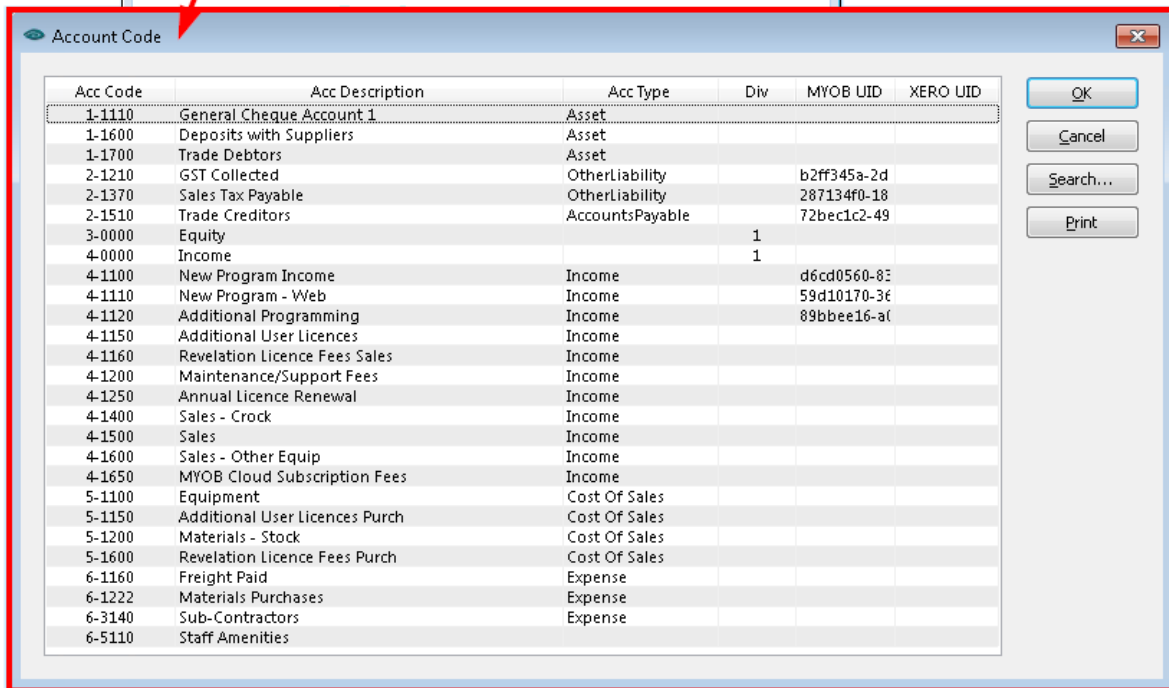 Account Code
Acc Code Acc Description Acc Type Div MYOB UID XERO UID
1-1110 General Cheque Account 1 Asset
1-1600 Deposits with Suppliers Asset
1-1700 Trade Debtors Asset
2-1210 GST Collected OtherLiability b2ff345a-2d
2-1370 Sales Tax Payable OtherLiability 287134f0-18
2-1510 Trade Creditors AccountsPayable 72bec1c2-49
3-0000 Equity 1
4-0000 Income 1
4-1100 New Program Income Income d6cd0560-83
4-1110 New Program - Web Income 59d10170-36
4-1120 Additional Programming Income 89bbee16-a0
4-1150 Additional User Licences Income
4-1160 Revelation Licence Fees Sales Income
4-1200 Maintenance/Support Fees Income
4-1250 Annual Licence Renewal Income
4-1400 Sales - Crock Income
4-1500 Sales Income
4-1600 Sales - Other Equip Income
4-1650 MYOB Cloud Subscription Fees Income
5-1100 Equipment Cost Of Sales
5-1150 Additional User Licences Purch Cost Of Sales
5-1200 Materials - Stock Cost Of Sales
5-1600 Revelation Licence Fees Purch Cost Of Sales
6-1160 Freight Paid Expense
6-1222 Materials Purchases Expense
6-3140 Sub-Contractors Expense
6-5110 Staff Amenities
OK
Cancel
Search...
Print